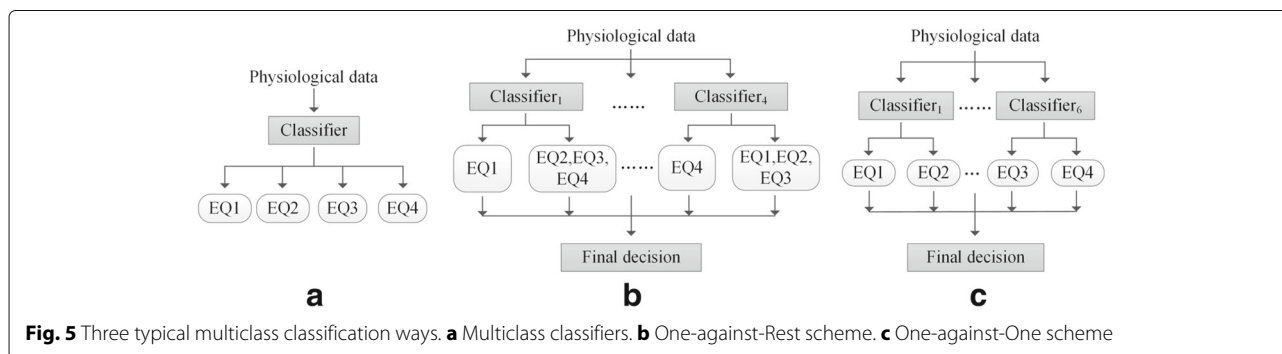 Physiological data
Classifier
EQ1 EQ2 EQ3 EQ4
a
Physiological data
Classifier1 ...... Classifier4
EQ1 EQ2,EQ3, EQ4 ...... EQ4 EQ1,EQ2, EQ3
Final decision
b
Physiological data
Classifier1 ...... Classifier6
EQ1 EQ2 ... EQ3 EQ4
Final decision
c
Fig. 5 Three typical multiclass classification ways. a Multiclass classifiers. b One-against-Rest scheme. c One-against-One scheme